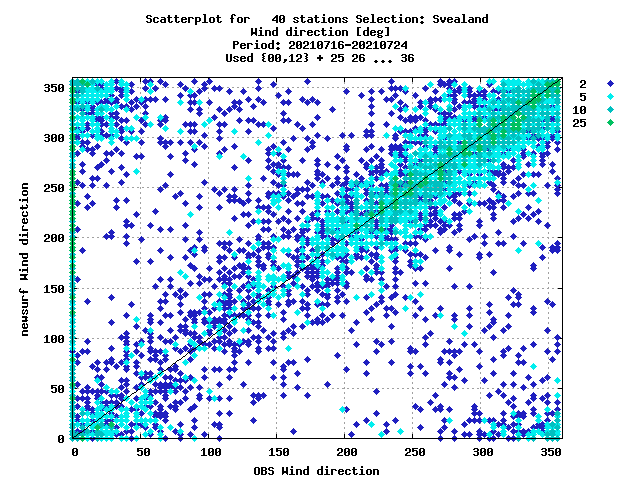 Scatterplot for   40 stations Selection: Svealand
Wind direction [deg]
Period: 20210716-20210724
Used {00,12} + 25 26 ... 36
2
5
10
25
newsurf Wind direction
350
300
250
200
150
100
50
0
0 50 100 150 200 250 300 350
OBS Wind direction